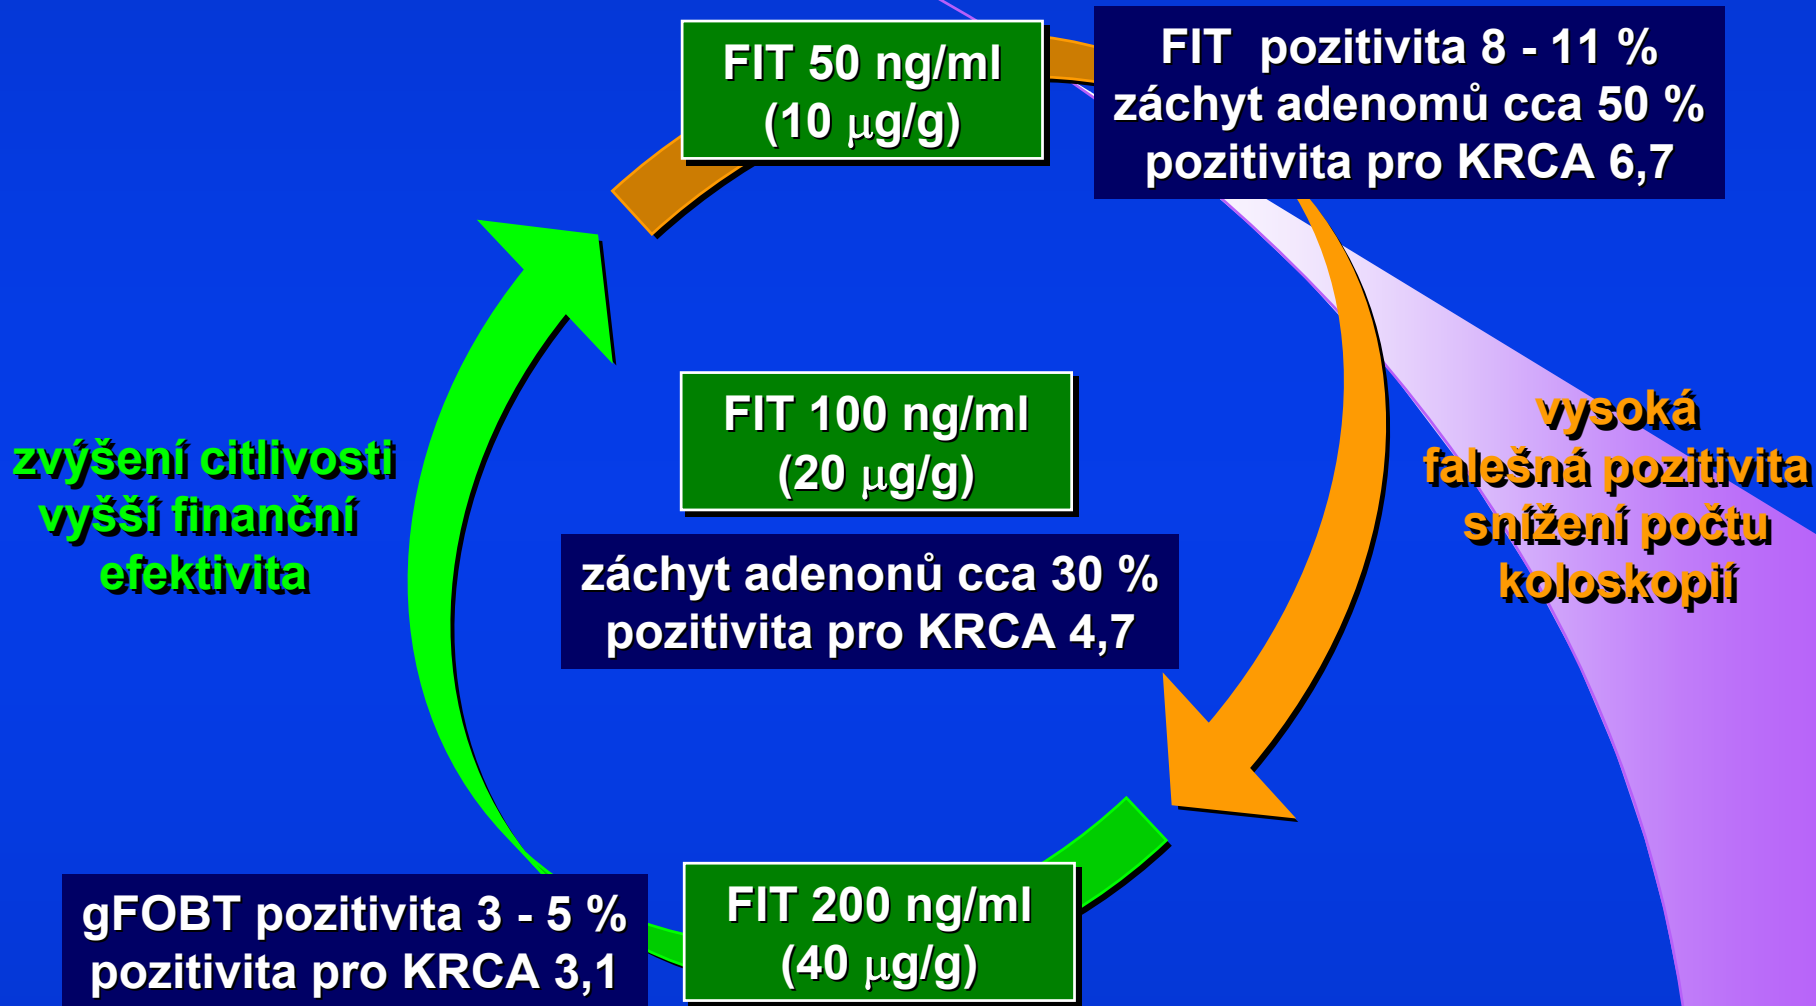 FIT 50 ng/ml
(10 µg/g)
FIT  pozitivita 8 - 11 %
záchyt adenomů cca 50 %
pozitivita pro KRCA 6,7
zvýšení citlivosti
vyšší finanční
efektivita
FIT 100 ng/ml
(20 µg/g)
záchyt adenonů cca 30 %
pozitivita pro KRCA 4,7
vysoká
falešná pozitivita
snížení počtu
koloskopií
gFOBT pozitivita 3 - 5 %
pozitivita pro KRCA 3,1
FIT 200 ng/ml
(40 µg/g)